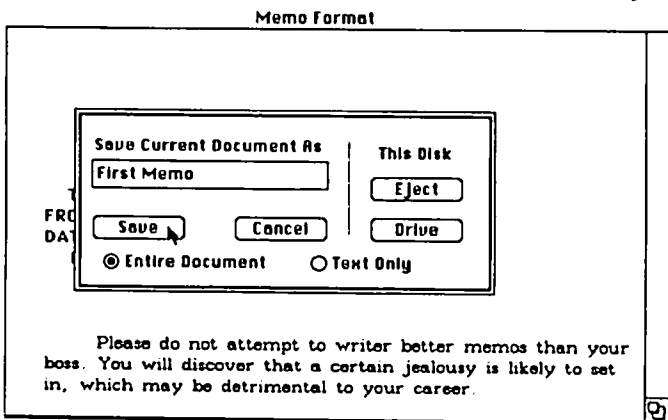 Memo Format
Save Current Document As
This Disk
First Memo
Eject
FRO
DAT
Save
Cancel
Drive
Entire Document
Text Only
Please do not attempt to writer better memos than your
boss. You will discover that a certain jealousy is likely to set
in, which may be detrimental to your career.